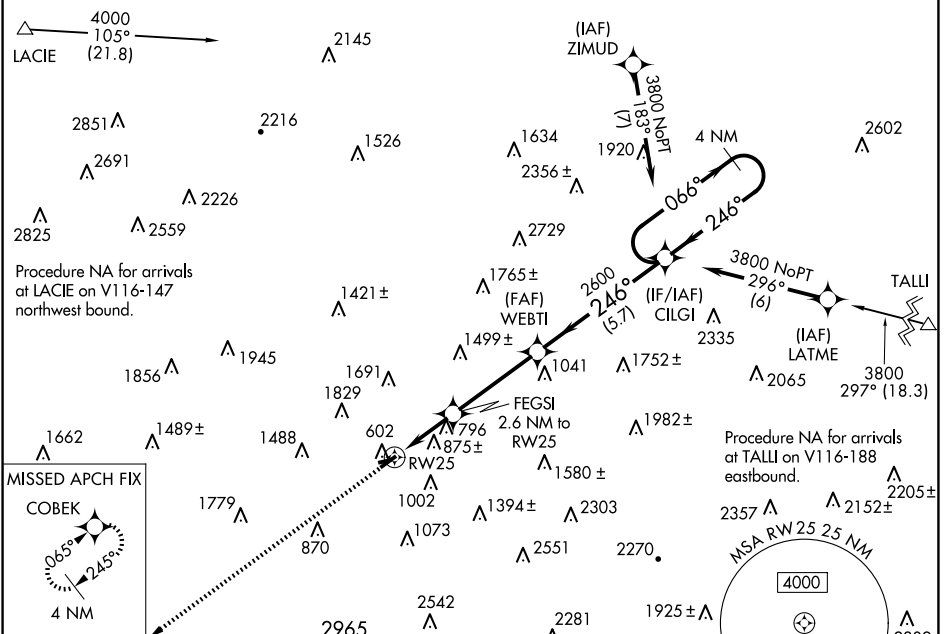 4000
105°
(21.8)
LACIE
2145
(IAF)
ZIMUD
3800 NoPT
183°
(7)
4 NM
2851
2216
2691
1526
1634
1920
2602
2356 ±
2226
066°
246°
2825
2559
2729
Procedure NA for arrivals
at LACIE on V116-147
northwest bound.
1765 ±
2600
246°
(5.7)
(IF/IAF)
CILGI
3800 NoPT
296°
(6)
TALLI
1421 ±
(FAF)
WEBTI
2335
(IAF)
LATME
1945
1499 ±
1856
1041
1752 ±
3800
297° (18.3)
1691
2065
1829
FEGSI
2.6 NM to
RW25
796
1982 ±
1662
1489 ±
1488
602
875 ±
RW25
Procedure NA for arrivals
at TALLI on V116-188
eastbound.
1580 ±
MISSED APCH FIX
COBEK
065°
245°
4 NM
1002
2205 ±
1779
1394 ±
2303
2357
2152 ±
870
1073
MSA RW 25 25 NM
2551
2270
4000
2542
2965
2281
1925 ±